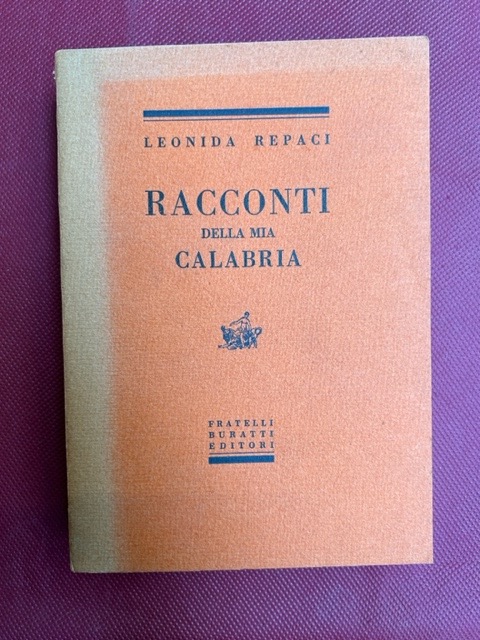 LEONIDA REPACI
RACCONTI
DELLA MIA
CALABRIA
FRATELLI
BURATTI
EDITORI